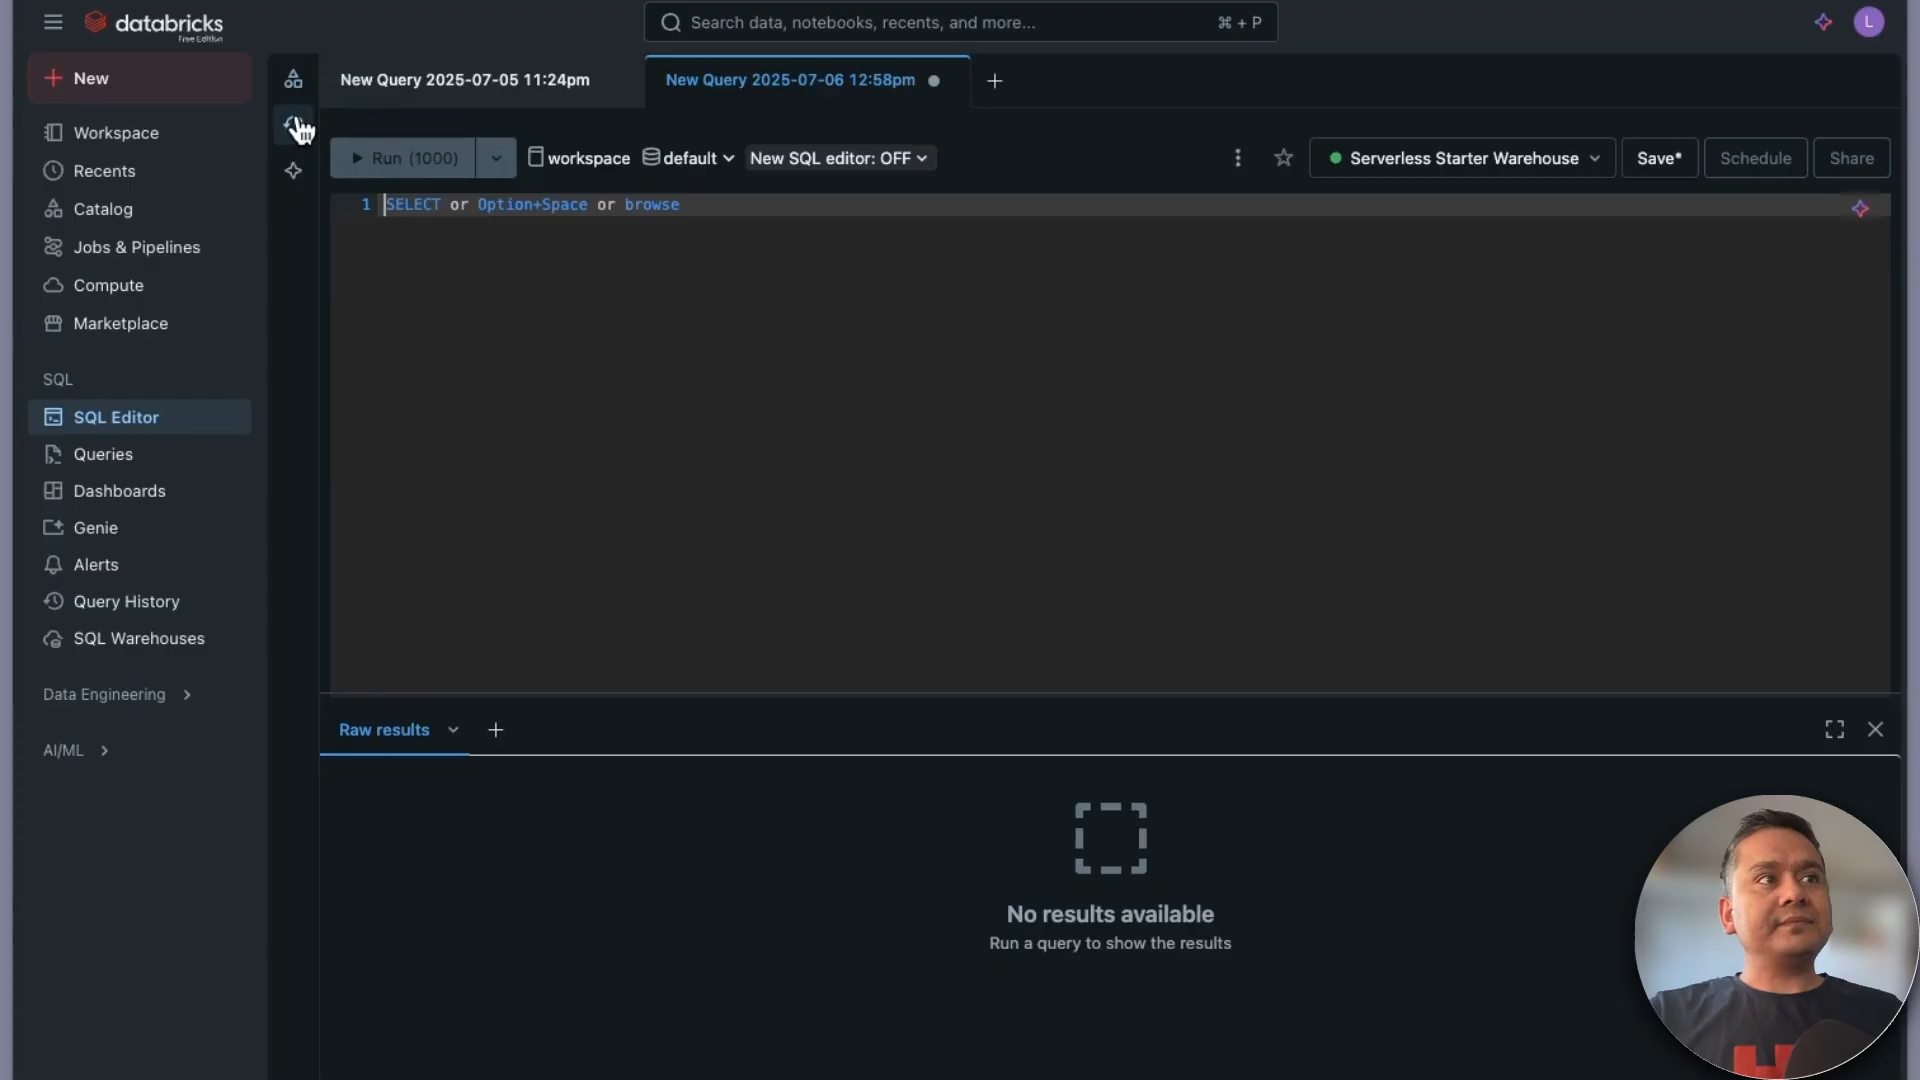 databricks
Free Edition
Search data, notebooks, recents, and more...
⌘ + P
L
New
Workspace
Recents
Catalog
Jobs & Pipelines
Compute
Marketplace
SQL
SQL Editor
Queries
Dashboards
Genie
Alerts
Query History
SQL Warehouses
Data Engineering
AI/ML
New Query 2025-07-05 11:24pm
New Query 2025-07-06 12:58pm
Run (1000)
workspace
default
New SQL editor: OFF
Serverless Starter Warehouse
Save*
Schedule
Share
1 SELECT or Option+Space or browse
Raw results
No results available
Run a query to show the results